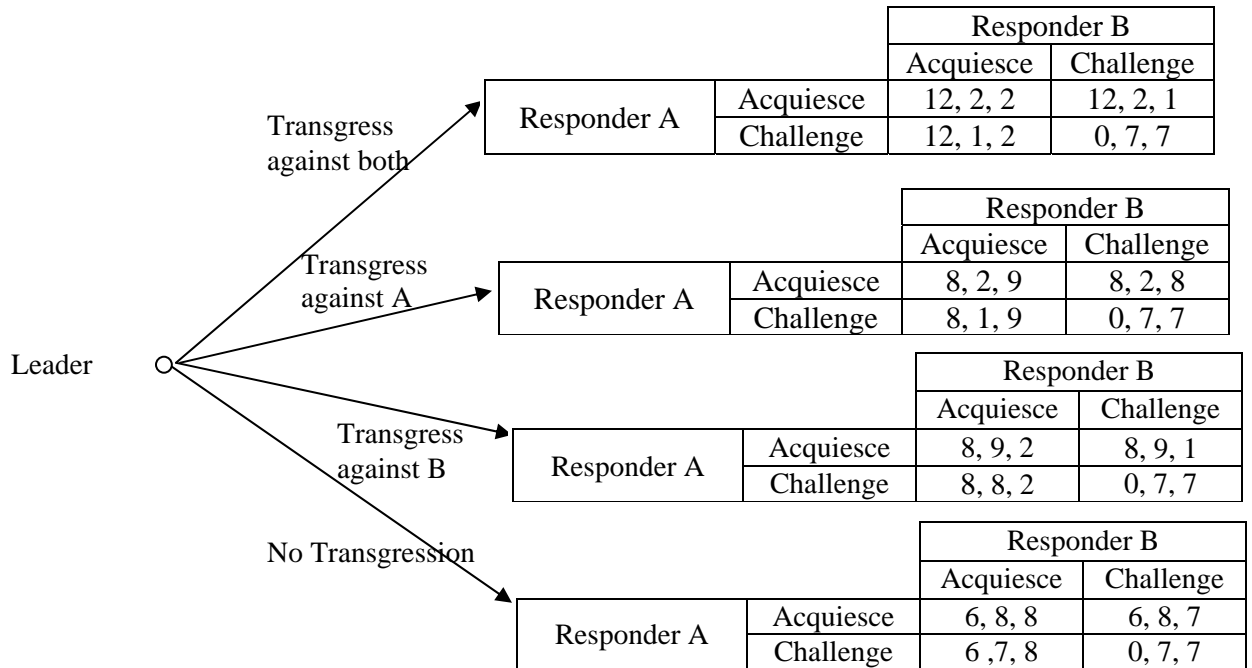 Responder B
Acquiesce Challenge
Responder A Acquiesce 12, 2, 2 12, 2, 1
Challenge 12, 1, 2 0, 7, 7
Transgress
against both
Responder B
Acquiesce Challenge
Responder A Acquiesce 8, 2, 9 8, 2, 8
Challenge 8, 1, 9 0, 7, 7
Transgress
against A
Leader
Responder B
Acquiesce Challenge
Responder A Acquiesce 8, 9, 2 8, 9, 1
Challenge 8, 8, 2 0, 7, 7
Transgress
against B
No Transgression
Responder B
Acquiesce Challenge
Responder A Acquiesce 6, 8, 8 6, 8, 7
Challenge 6 ,7, 8 0, 7, 7